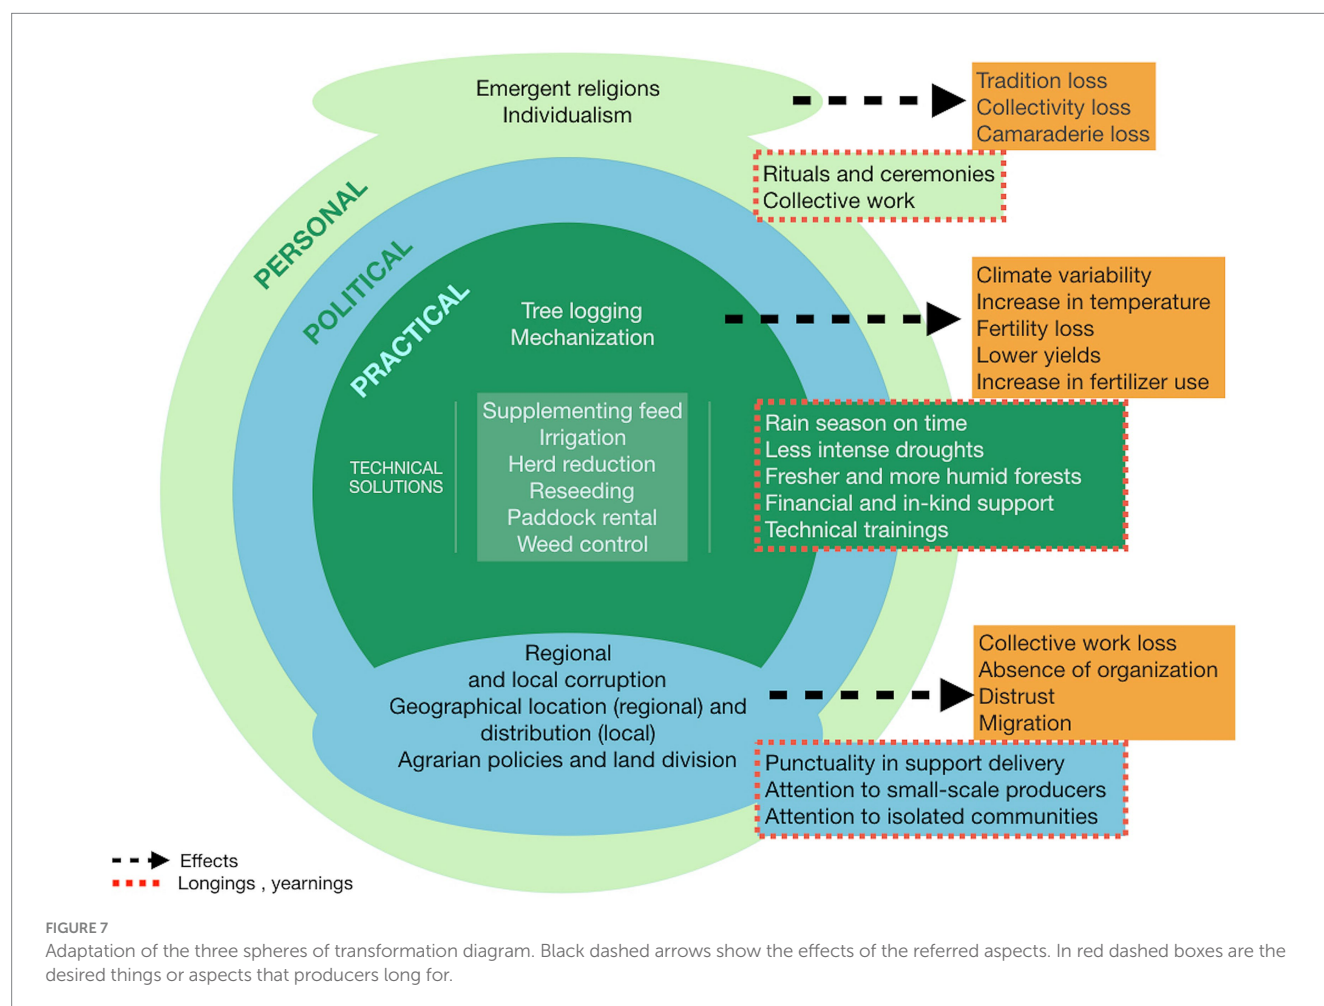 Emergent religions
Individualism
Tradition loss
Collectivity loss
Camaraderie loss
Rituals and ceremonies
Collective work
PERSONAL
POLITICAL
PRACTICAL
Tree logging
Mechanization
Climate variability
Increase in temperature
Fertility loss
Lower yields
Increase in fertilizer use
TECHNICAL
SOLUTIONS
Supplementing feed
Irrigation
Herd reduction
Reseeding
Paddock rental
Weed control
Rain season on time
Less intense droughts
Fresher and more humid forests
Financial and in-kind support
Technical trainings
Regional
and local corruption
Geographical location (regional) and
distribution (local)
Agrarian policies and land division
Collective work loss
Absence of organization
Distrust
Migration
Punctuality in support delivery
Attention to small-scale producers
Attention to isolated communities
Effects
Longings , yearnings
FIGURE 7
Adaptation of the three spheres of transformation diagram. Black dashed arrows show the effects of the referred aspects. In red dashed boxes are the
desired things or aspects that producers long for.